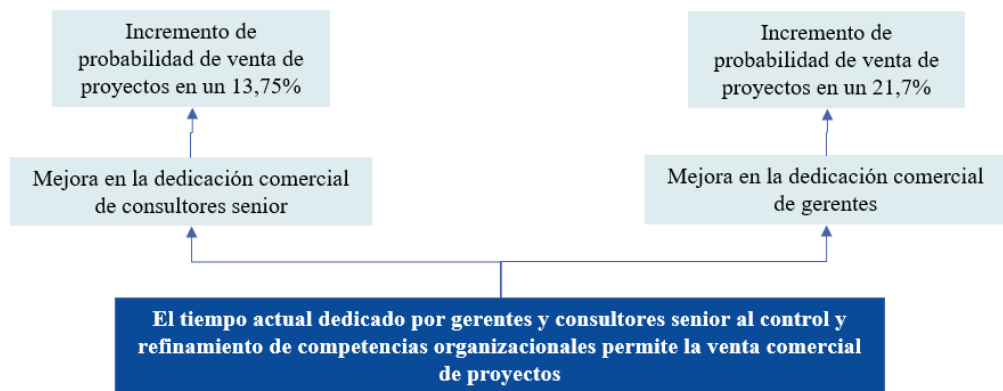 Incremento de
probabilidad de venta de
proyectos en un 13,75%
Incremento de
probabilidad de venta de
proyectos en un 21,7%
Mejora en la dedicación comercial
de consultores senior
Mejora en la dedicación comercial
de gerentes
El tiempo actual dedicado por gerentes y consultores senior al control y
refinamiento de competencias organizacionales permite la venta comercial
de proyectos